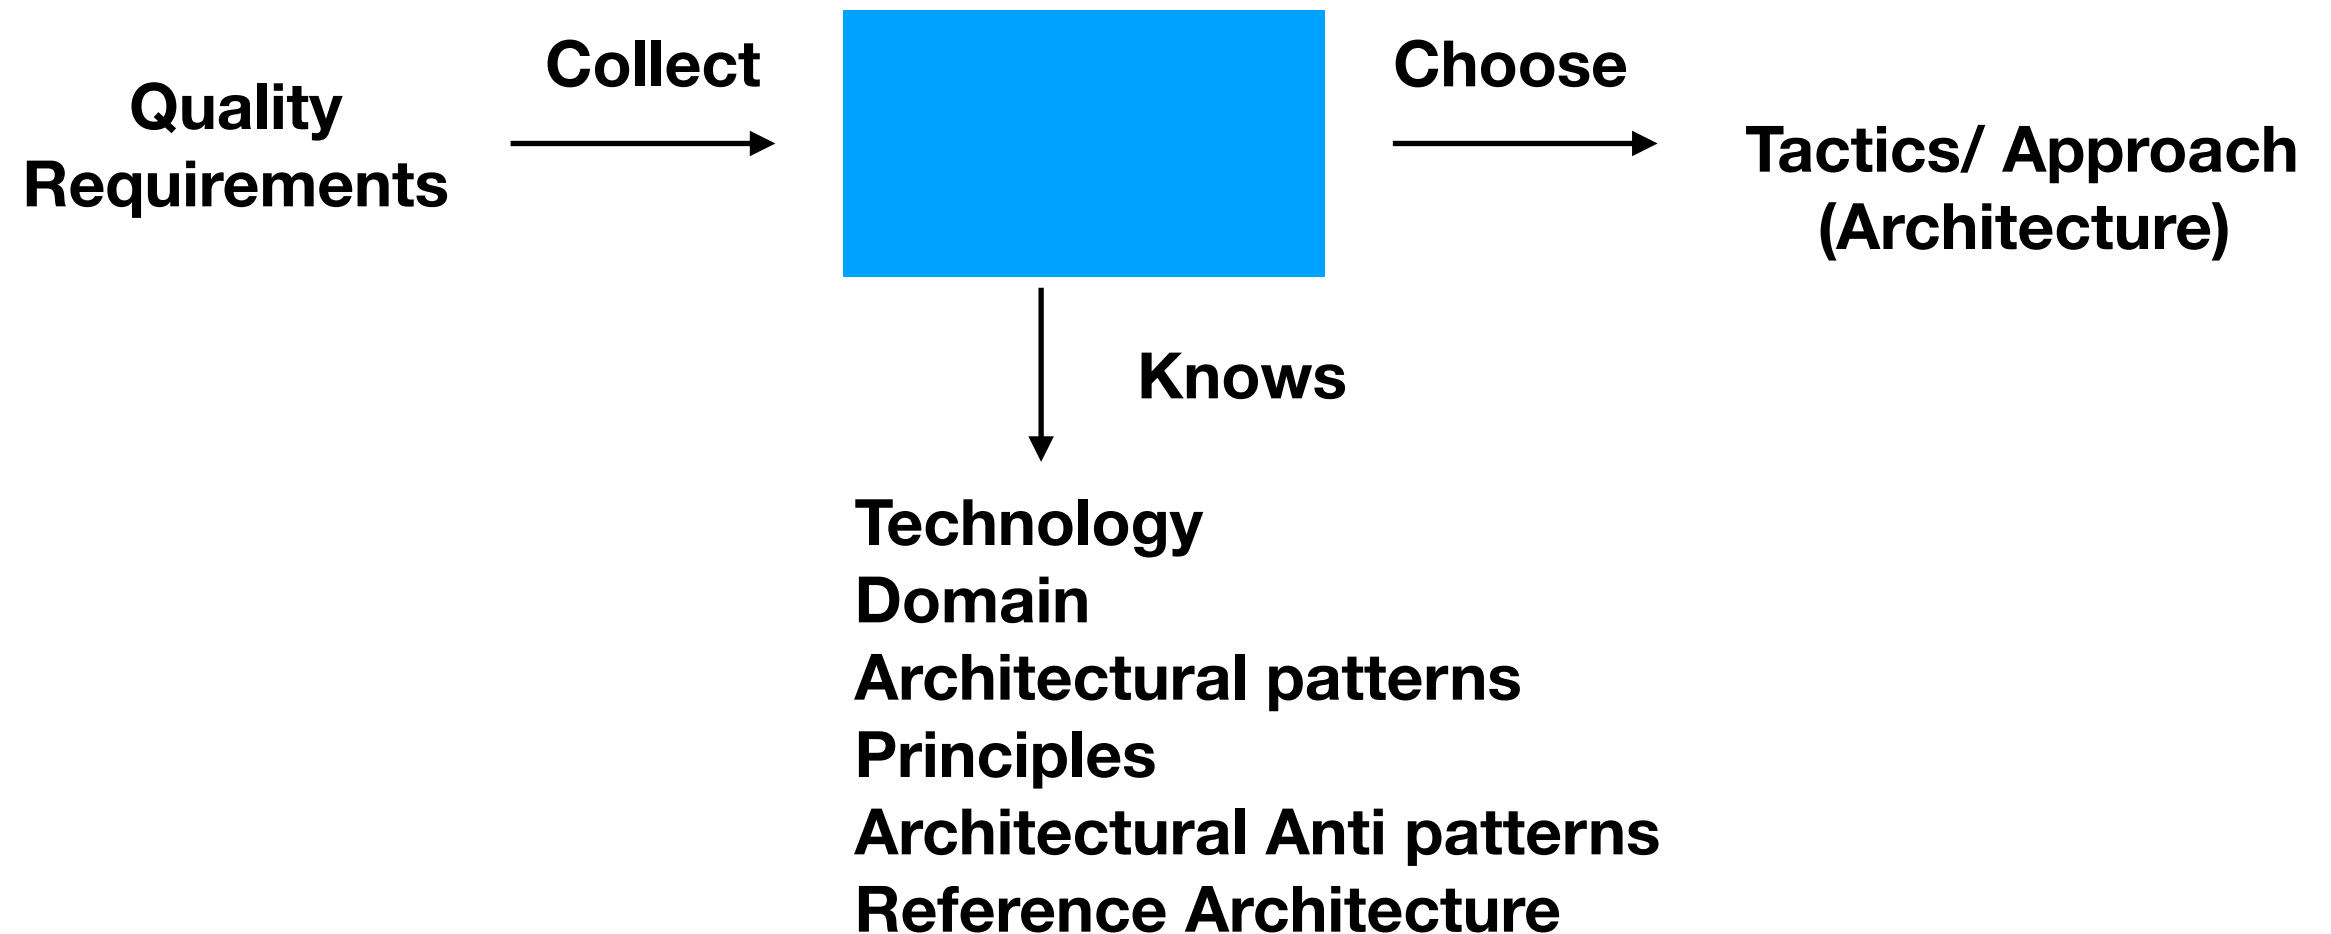 Quality
Requirements
Collect
Choose
Tactics/ Approach
(Architecture)
Knows
Technology
Domain
Architectural patterns
Principles
Architectural Anti patterns
Reference Architecture